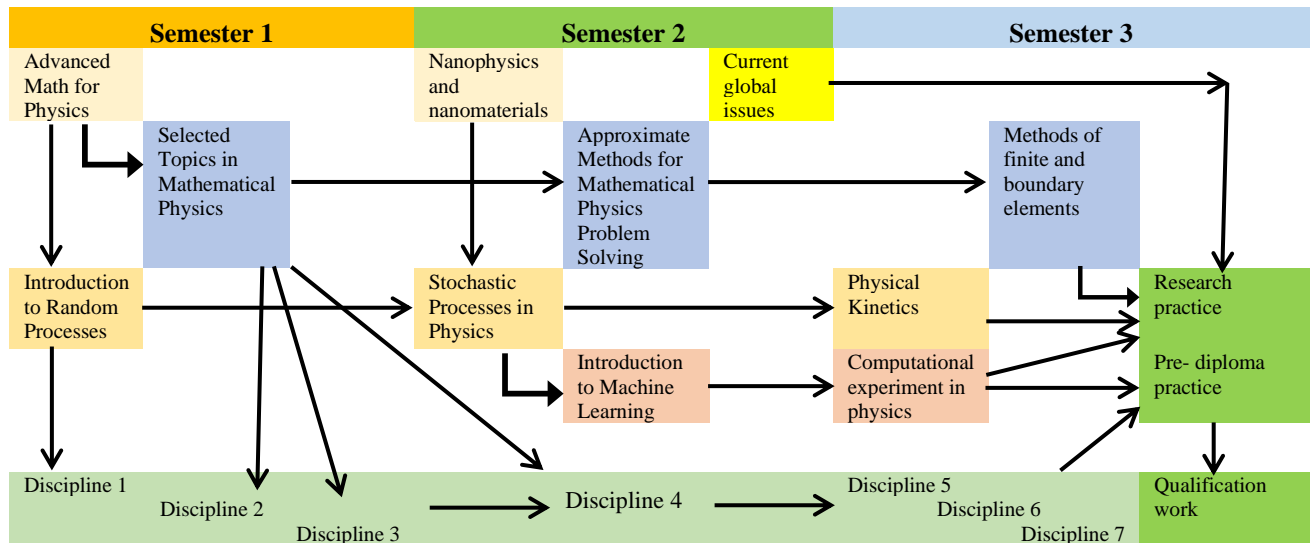 Semester 1
Semester 2
Semester 3
Advanced
Math for
Physics
Nanophysics
and
nanomaterials
Current
global
issues
Selected
Topics in
Mathematical
Physics
Approximate
Methods for
Mathematical
Physics
Problem
Solving
Methods of
finite and
boundary
elements
Introduction
to Random
Processes
Stochastic
Processes in
Physics
Physical
Kinetics
Research
practice
Introduction
to Machine
Learning
Computational
experiment in
physics
Pre- diploma
practice
Discipline 1
Discipline 2
Discipline 3
Discipline 4
Discipline 5
Discipline 6
Discipline 7
Qualification
work